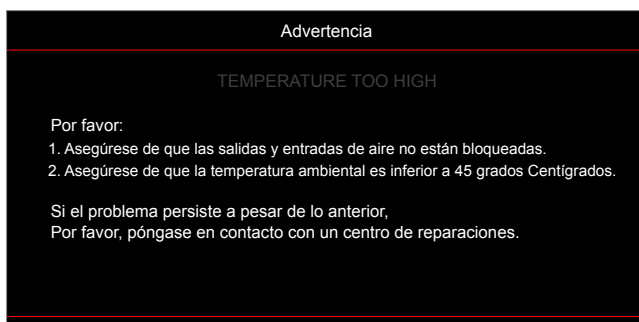 Advertencia
TEMPERATURE TOO HIGH
Por favor:
1. Asegúrese de que las salidas y entradas de aire no están bloqueadas.
2. Asegúrese de que la temperatura ambiental es inferior a 45 grados Centígrados.
Si el problema persiste a pesar de lo anterior,
Por favor, póngase en contacto con un centro de reparaciones.